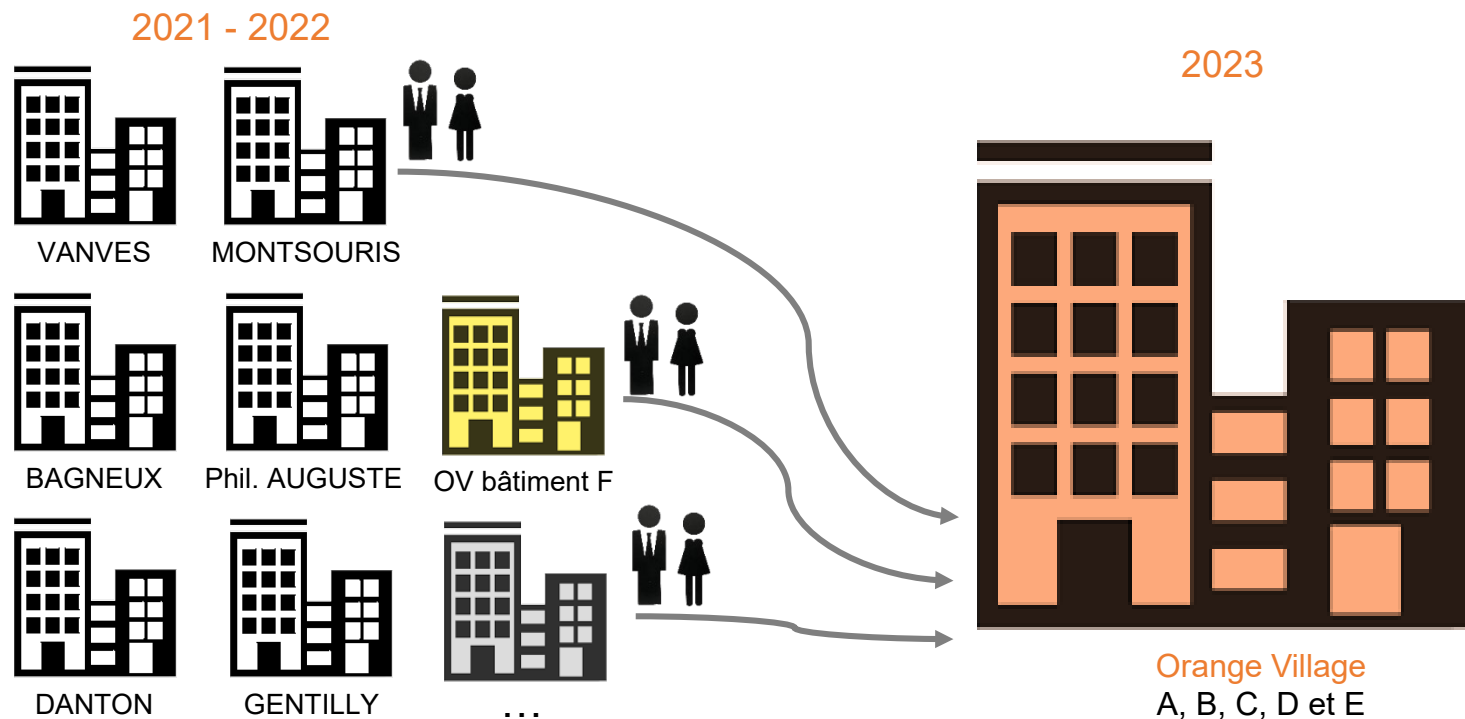 2021 - 2022
2023
VANVES
MONTSOURIS
BAGNEUX
Phil. AUGUSTE
OV bâtiment F
DANTON
GENTILLY
...
Orange Village
A, B, C, D et E